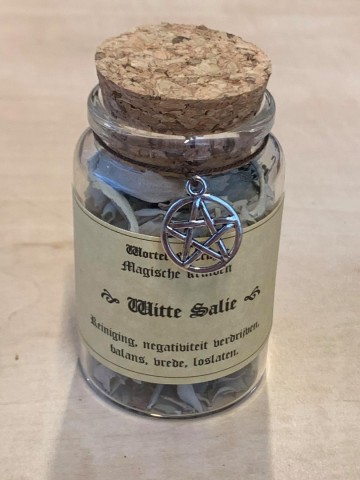 Magische kruiden
Witte Salie
Reiniging, negativiteit verdrijven,
balans, vrede, loslaten.